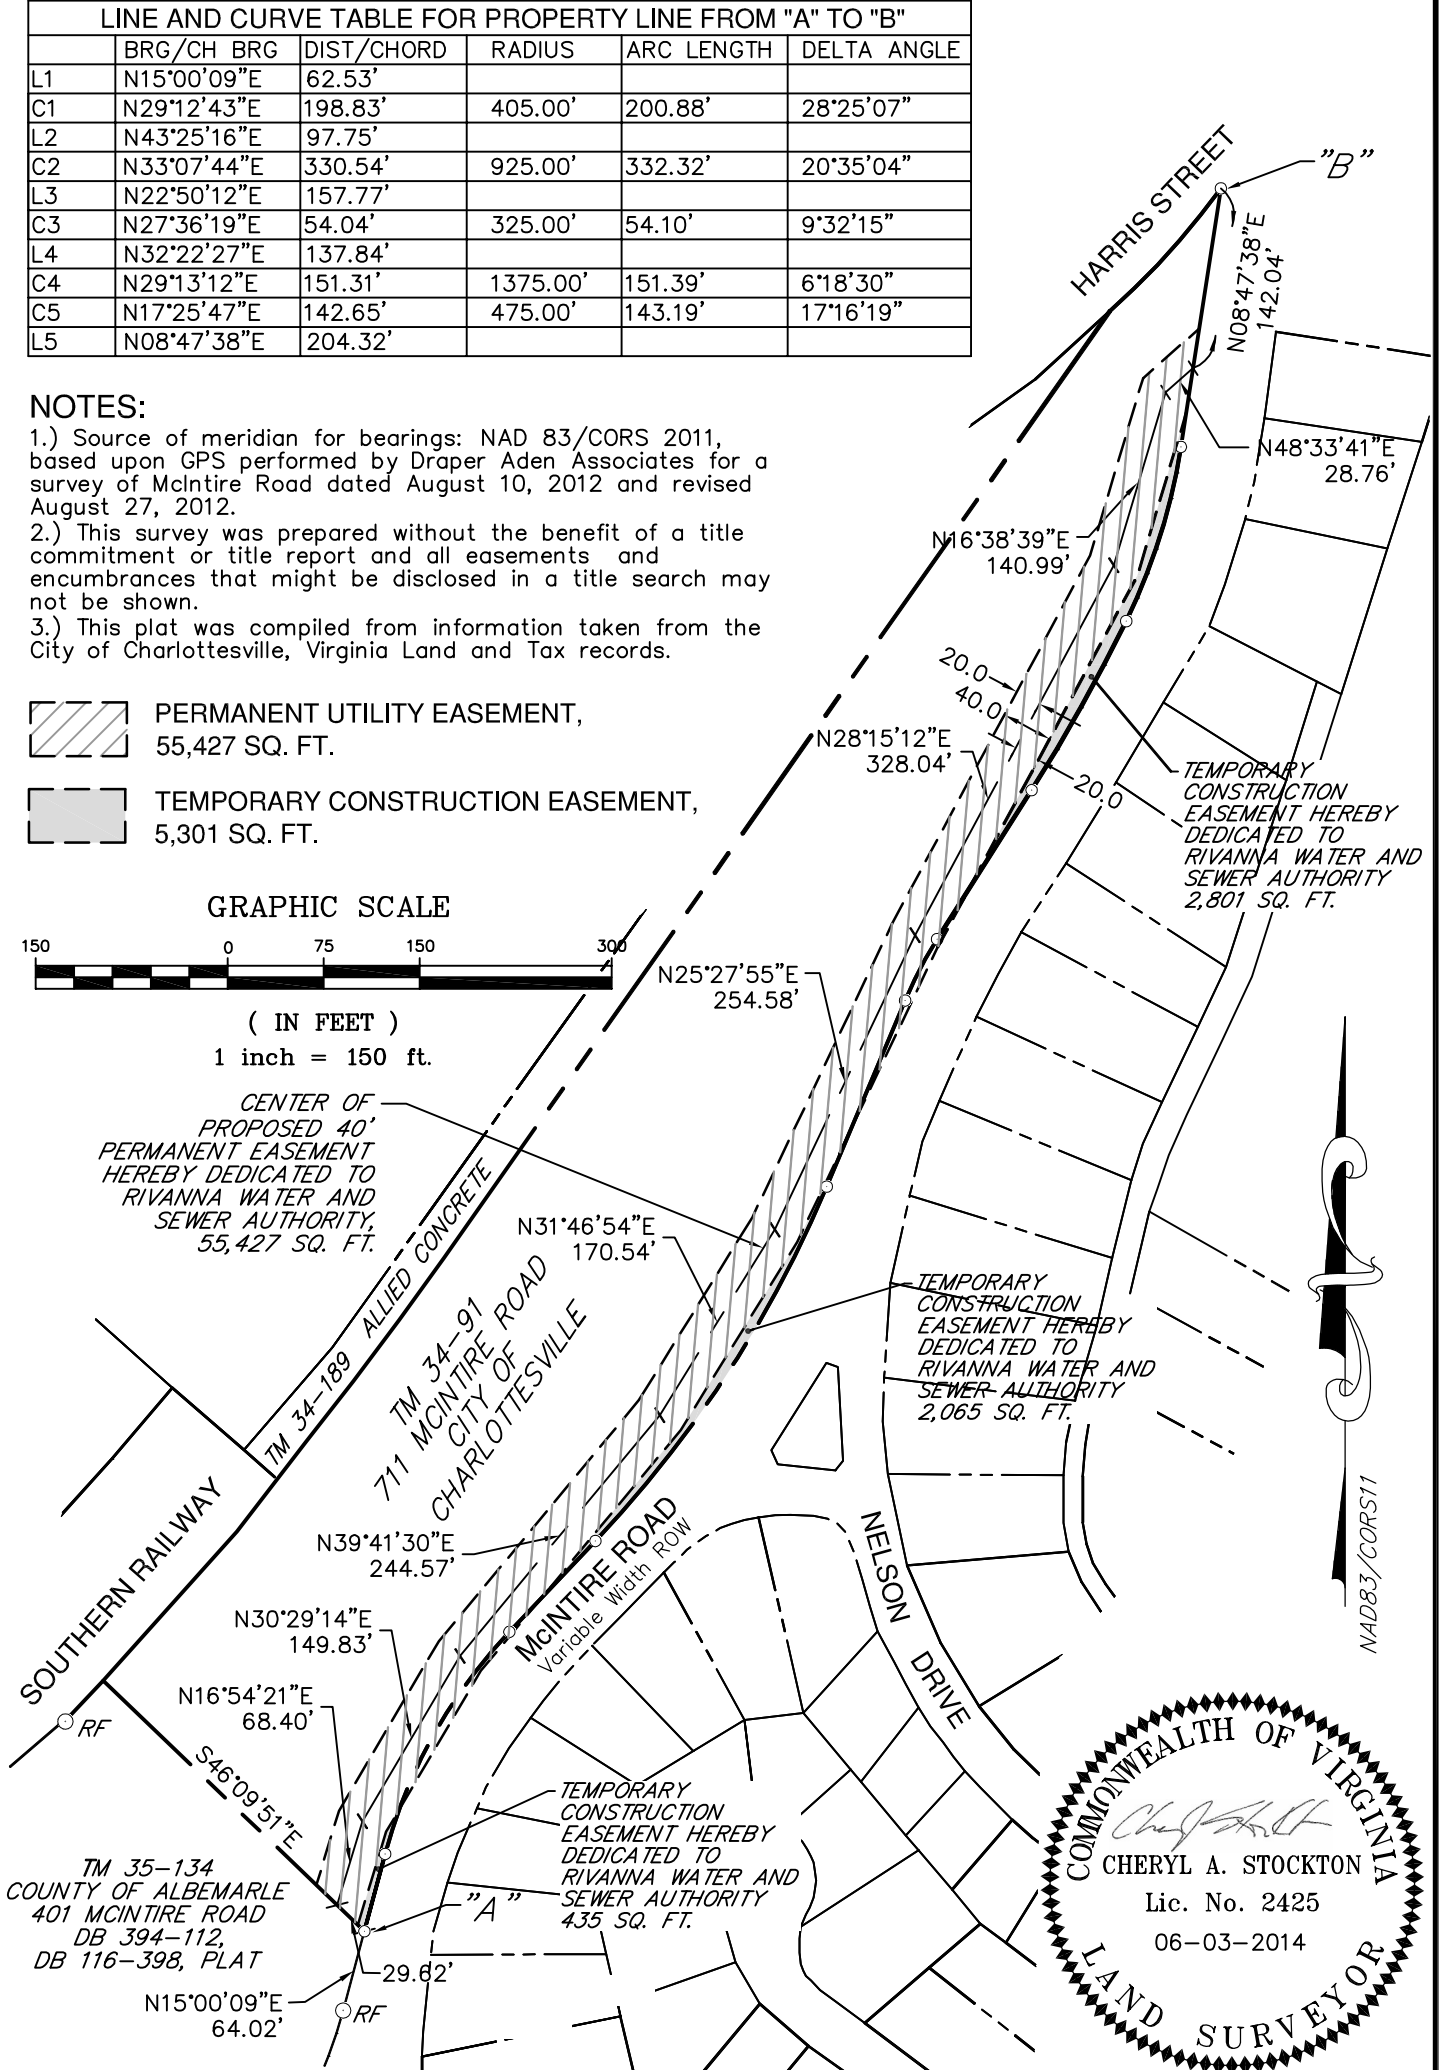 LINE AND CURVE TABLE FOR PROPERTY LINE FROM "A" TO "B"
BRG/CH BRG DIST/CHORD RADIUS ARC LENGTH DELTA ANGLE
L1 N15°00'09"E 62.53'
C1 N29°12'43"E 198.83' 405.00' 200.88' 28°25'07"
L2 N43°25'16"E 97.75'
C2 N33°07'44"E 330.54' 925.00' 332.32' 20°35'04"
L3 N22°50'12"E 157.77'
C3 N27°36'19"E 54.04' 325.00' 54.10' 9°32'15"
L4 N32°22'27"E 137.84'
C4 N29°13'12"E 151.31' 1375.00' 151.39' 6°18'30"
C5 N17°25'47"E 142.65' 475.00' 143.19' 17°16'19"
L5 N08°47'38"E 204.32'
NOTES:
1.) Source of meridian for bearings: NAD 83/CORS 2011,
based upon GPS performed by Draper Aden Associates for a
survey of McIntire Road dated August 10, 2012 and revised
August 27, 2012.
2.) This survey was prepared without the benefit of a title
commitment or title report and all easements and
encumbrances that might be disclosed in a title search may
not be shown.
3.) This plat was compiled from information taken from the
City of Charlottesville, Virginia Land and Tax records.
PERMANENT UTILITY EASEMENT,
55,427 SQ. FT.
TEMPORARY CONSTRUCTION EASEMENT,
5,301 SQ. FT.
GRAPHIC SCALE
150 0 75 150 300
( IN FEET )
1 inch = 150 ft.
HARRIS STREET
"B"
N08°47'38"E
142.04'
N48°33'41"E
28.76'
N16°38'39"E
140.99'
20.0
40.0
N28°15'12"E
328.04'
20.0
TEMPORARY
CONSTRUCTION
EASEMENT HEREBY
DEDICATED TO
RIVANNA WATER AND
SEWER AUTHORITY
2,801 SQ. FT.
N25°27'55"E
254.58'
CENTER OF
PROPOSED 40'
PERMANENT EASEMENT
HEREBY DEDICATED TO
RIVANNA WATER AND
SEWER AUTHORITY,
55,427 SQ. FT.
N31°46'54"E
170.54'
TM 34-189 ALLIED CONCRETE
TM 34-91
711 MCINTIRE ROAD
CITY OF
CHARLOTTESVILLE
TEMPORARY
CONSTRUCTION
EASEMENT HEREBY
DEDICATED TO
RIVANNA WATER AND
SEWER AUTHORITY
2,065 SQ. FT.
NAD83/CORS11
SOUTHERN RAILWAY
N39°41'30"E
244.57'
McINTIRE ROAD
Variable Width ROW
NELSON DRIVE
N30°29'14"E
149.83'
N16°54'21"E
68.40'
RF
S46°09'51"E
TEMPORARY
CONSTRUCTION
EASEMENT HEREBY
DEDICATED TO
RIVANNA WATER AND
SEWER AUTHORITY
435 SQ. FT.
TM 35-134
COUNTY OF ALBEMARLE
401 MCINTIRE ROAD
DB 394-112,
DB 116-398, PLAT
"A"
29.62'
N15°00'09"E
64.02'
RF
COMMONWEALTH OF VIRGINIA
CHERYL A. STOCKTON
Lic. No. 2425
06-03-2014
LAND SURVEYOR